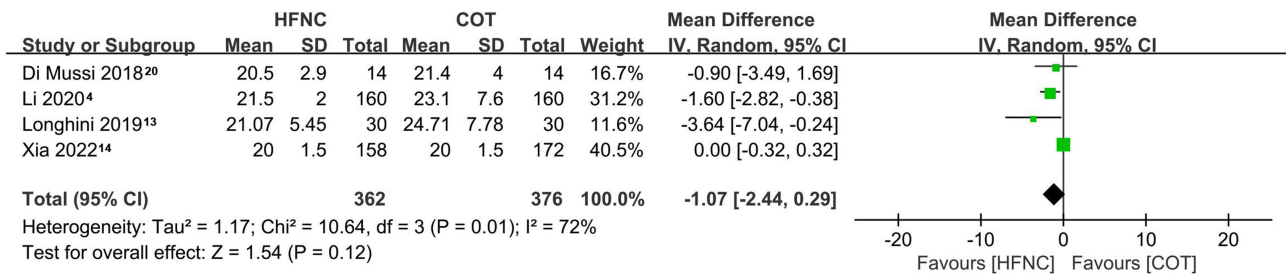 HFNC COT Mean Difference Mean Difference
Study or Subgroup Mean SD Total Mean SD Total Weight IV, Random, 95% CI IV, Random, 95% CI
Di Mussi 2018²⁰ 20.5 2.9 14 21.4 4 14 16.7% -0.90 [-3.49, 1.69]
Li 2020⁴ 21.5 2 160 23.1 7.6 160 31.2% -1.60 [-2.82, -0.38]
Longhini 2019¹³ 21.07 5.45 30 24.71 7.78 30 11.6% -3.64 [-7.04, -0.24]
Xia 2022¹⁴ 20 1.5 158 20 1.5 172 40.5% 0.00 [-0.32, 0.32]
Total (95% CI) 362 376 100.0% -1.07 [-2.44, 0.29]
Heterogeneity: Tau² = 1.17; Chi² = 10.64, df = 3 (P = 0.01); I² = 72%
Test for overall effect: Z = 1.54 (P = 0.12)
-20 -10 0 10 20
Favours [HFNC] Favours [COT]